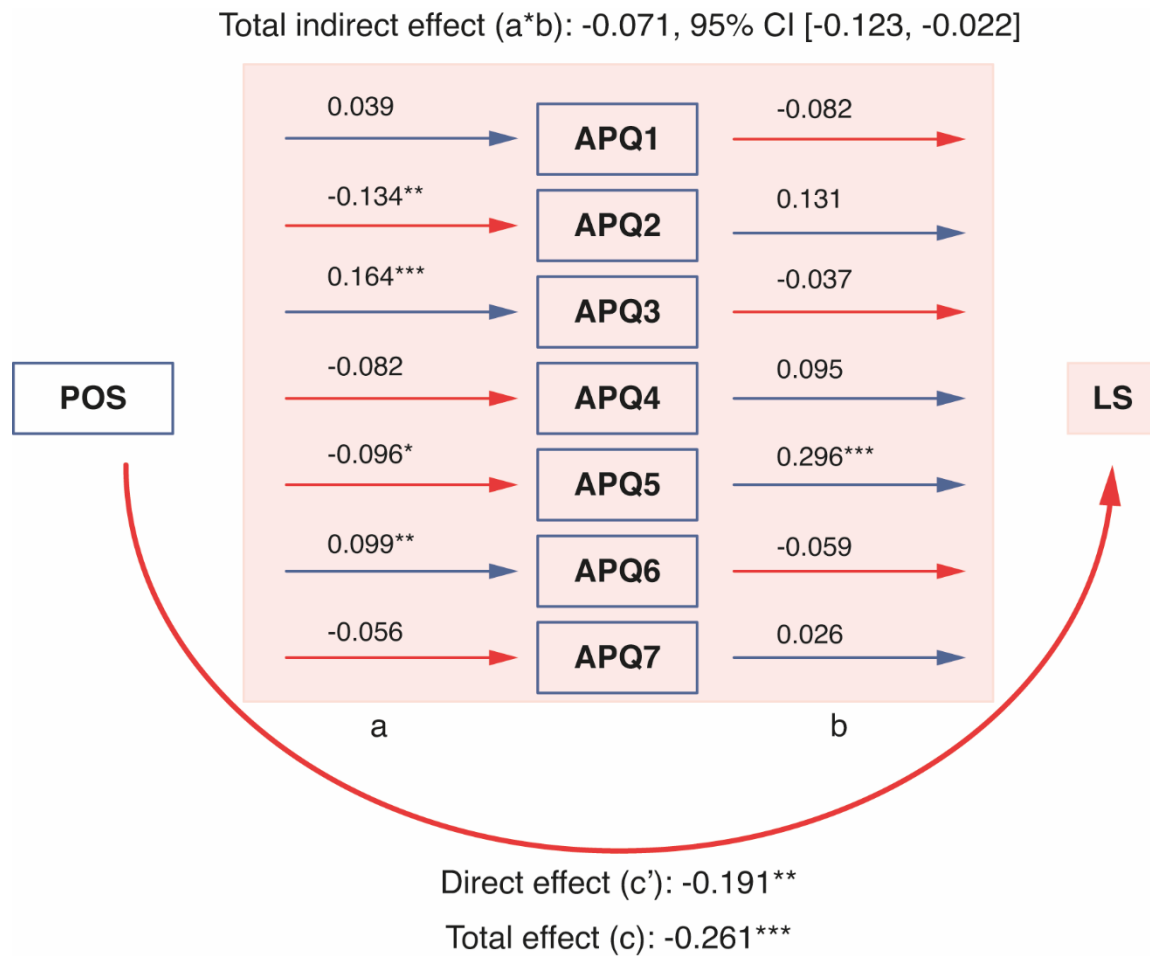 Total indirect effect (a*b): -0.071, 95% CI [-0.123, -0.022]
0.039
APQ1
-0.082
-0.134**
APQ2
0.131
0.164***
APQ3
-0.037
-0.082
APQ4
0.095
POS
LS
-0.096*
APQ5
0.296***
0.099**
APQ6
-0.059
-0.056
APQ7
0.026
a
b
Direct effect (c’): -0.191**
Total effect (c): -0.261***